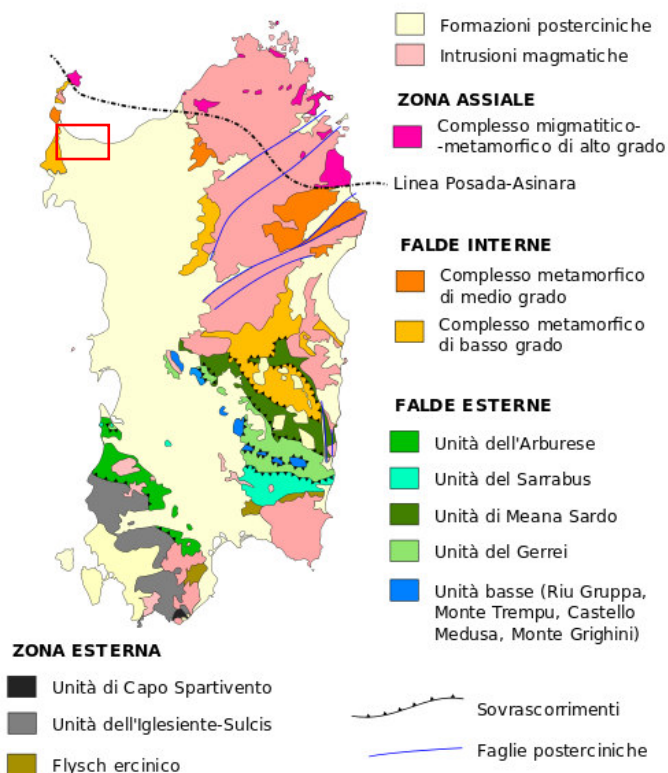 Formazioni posterciniche
Intrusioni magmatiche
ZONA ASSIALE
Complesso migmatitico-
-metamorfico di alto grado
Linea Posada-Asinara
FALDE INTERNE
Complesso metamorfico
di medio grado
Complesso metamorfico
di basso grado
FALDE ESTERNE
Unità dell'Arburese
Unità del Sarrabus
Unità di Meana Sardo
Unità del Gerrei
Unità basse (Riu Gruppa,
Monte Trempu, Castello
Medusa, Monte Grighini)
ZONA ESTERNA
Unità di Capo Spartivento
Unità dell'Iglesiente-Sulcis
Flysch ercinico
Sovrascorrimenti
Faglie posterciniche